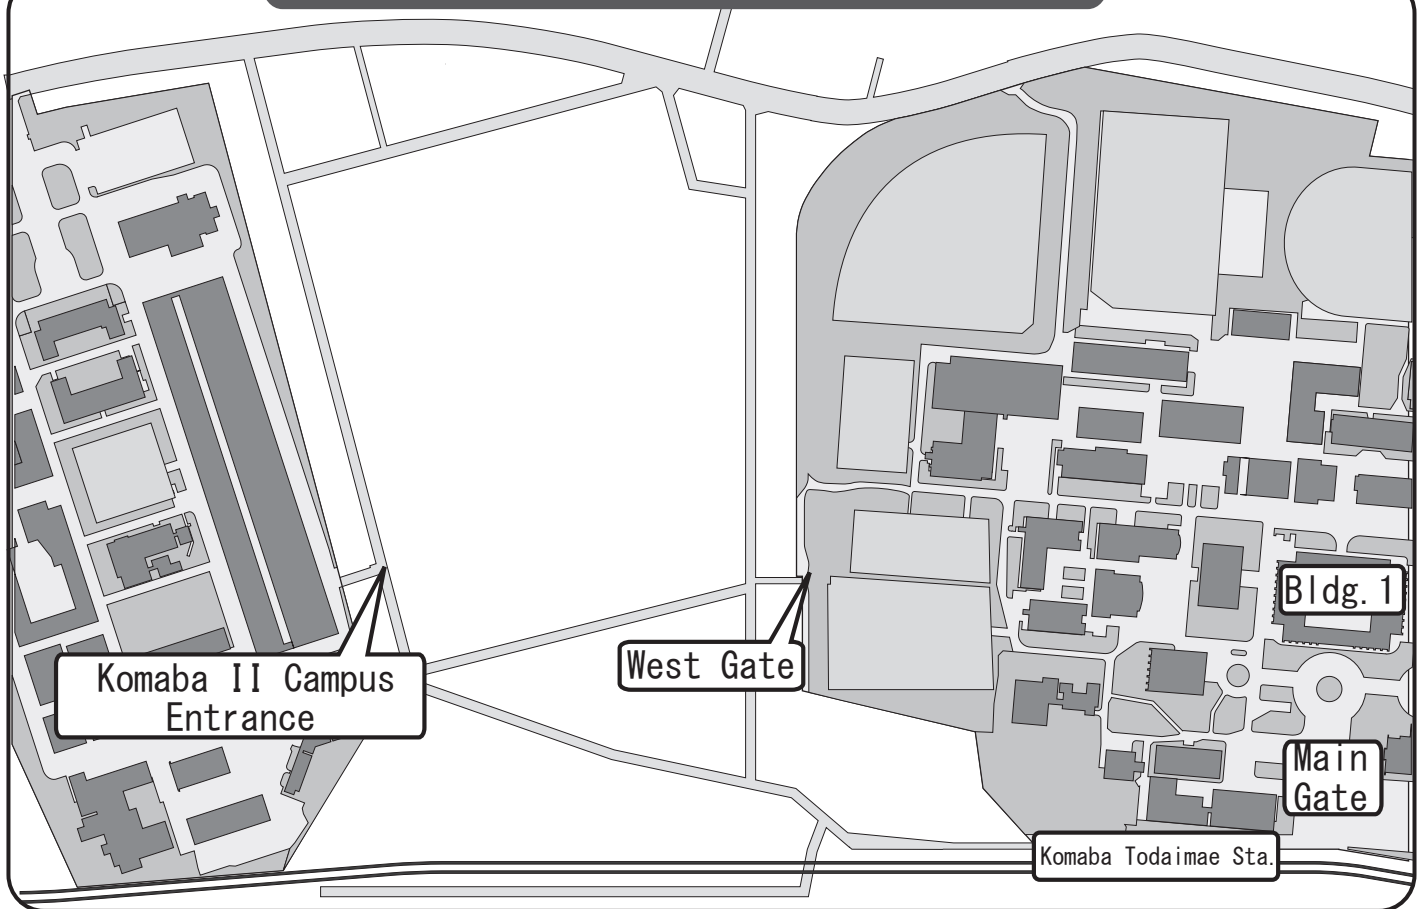 Bldg.1
West Gate
Komaba II Campus
Entrance
Main
Gate
Komaba Todaimae Sta.